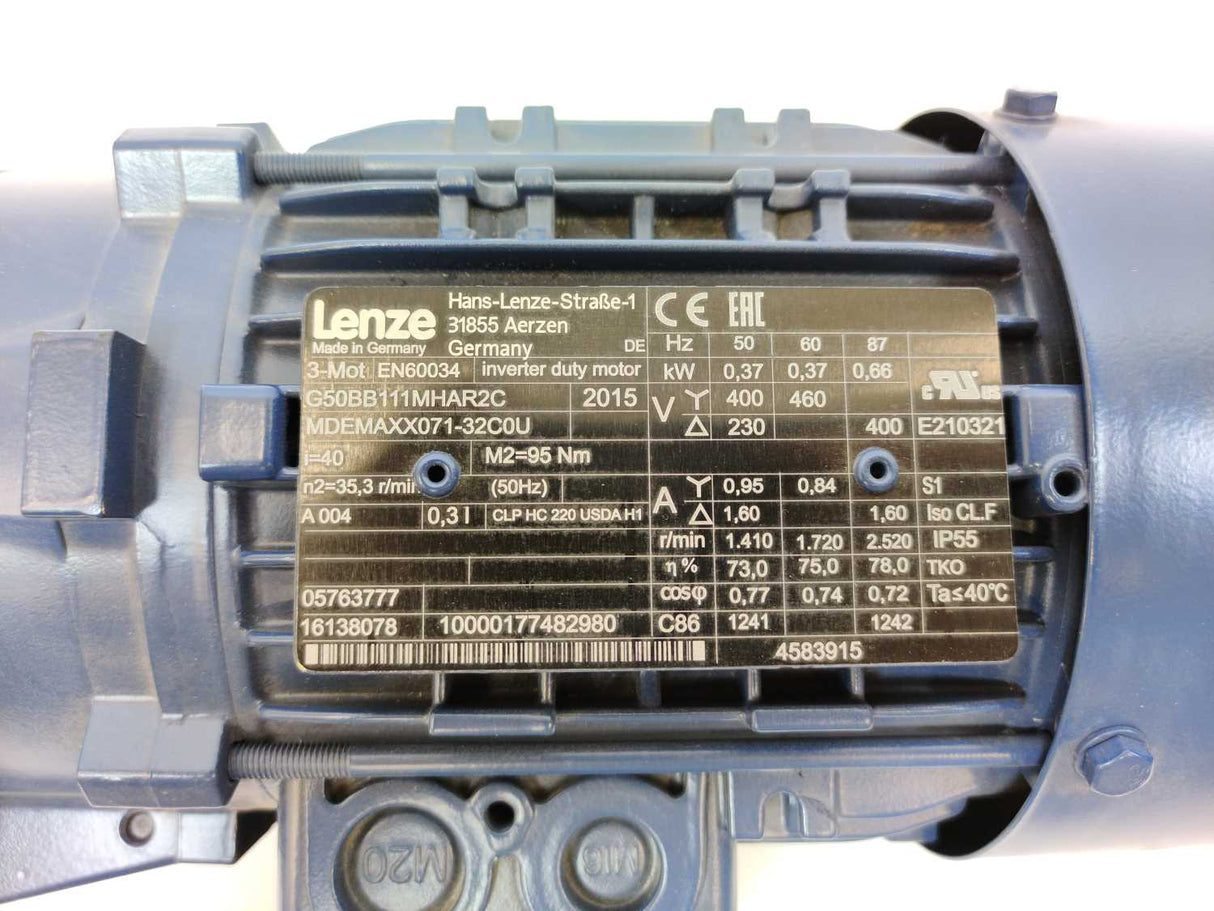 Lenze Hans-Lenze-Straße-1
31855 Aerzen
Made in Germany Germany DE
CE EAC
Hz 50 60 87
3~Mot EN60034 inverter duty motor kW 0,37 0,37 0,66
G50BB111MHAR2C 2015 V Y 400 460 c RU us
MDEMAXX071-32C0U Δ 230 400 E210321
i=40 M2=95 Nm
n2=35,3 r/min (50Hz) A Y 0,95 0,84 S1
A 004 0,3 l CLP HC 220 USDA H1 Δ 1,60 1,60 Iso CL.F
r/min 1.410 1.720 2.520 IP55
η % 73,0 75,0 78,0 TKO
05763777 cosφ 0,77 0,74 0,72 Ta≤40°C
16138078 10000177482980 C86 1241 1242
4583915
M20 M16